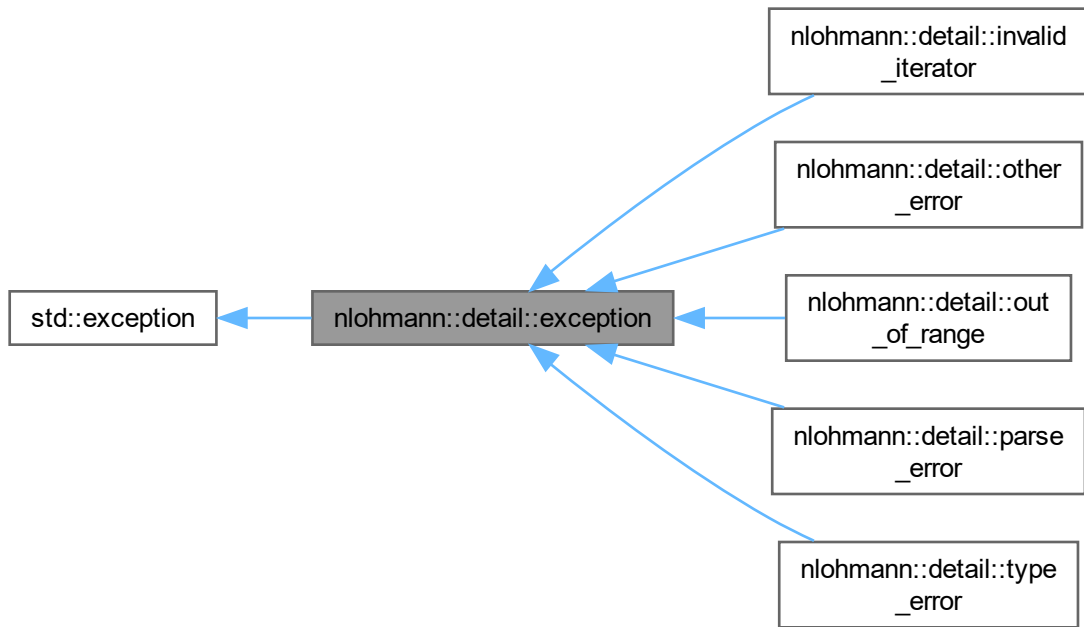 nlohmann::detail::invalid
_iterator
nlohmann::detail::other
_error
std::exception
nlohmann::detail::exception
nlohmann::detail::out
_of_range
nlohmann::detail::parse
_error
nlohmann::detail::type
_error